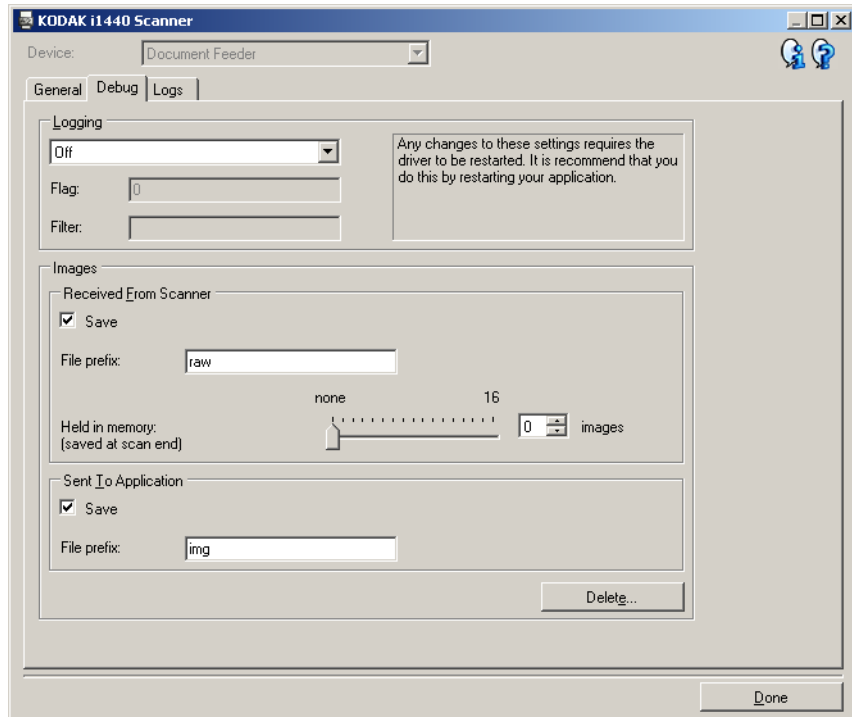 KODAK i1440 Scanner
Device: Document Feeder
General Debug Logs
Logging
Off
Any changes to these settings requires the
driver to be restarted. It is recommend that you
do this by restarting your application.
Flag: 0
Filter:
Images
Received From Scanner
Save
File prefix: raw
none 16
Held in memory: 0 images
(saved at scan end)
Sent To Application
Save
File prefix: img
Delete...
Done